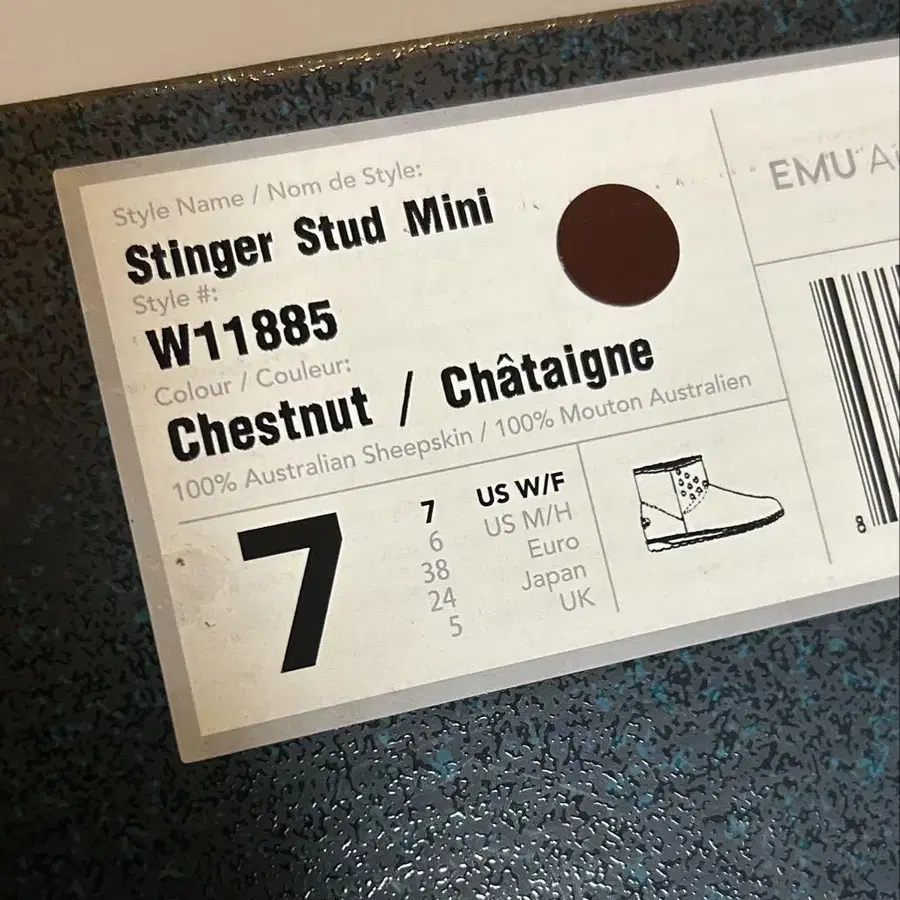 Style Name / Nom de Style:
Stinger Stud Mini
Style #:
W11885
Colour / Couleur:
Chestnut / Châtaigne
100% Australian Sheepskin / 100% Mouton Australien
7
7 US W/F
6 US M/H
38 Euro
24 Japan
5 UK
EMU
8